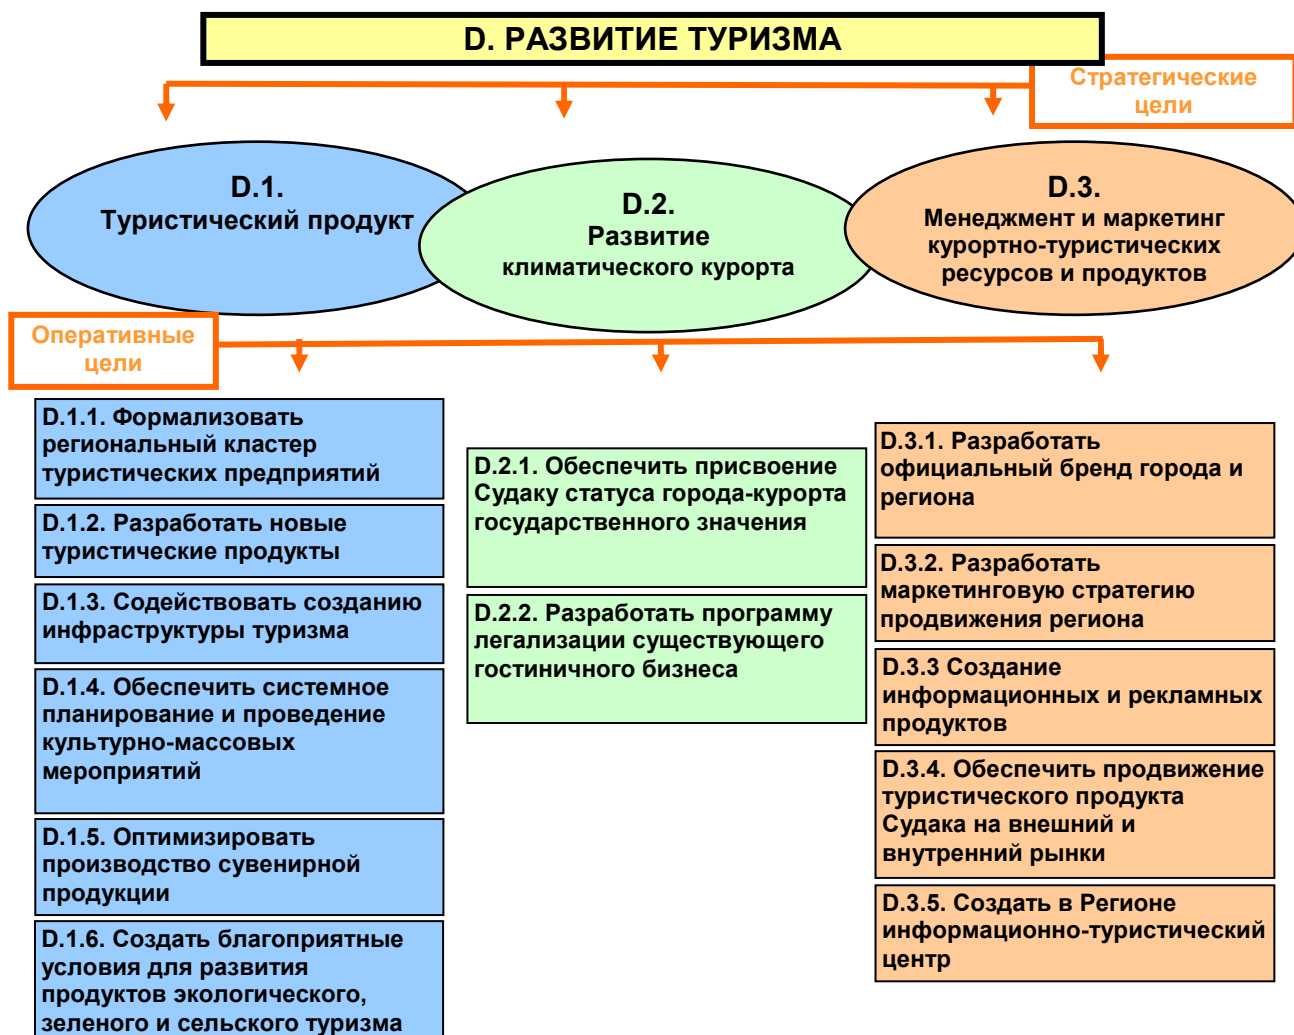 D. РАЗВИТИЕ ТУРИЗМА
Стратегические
цели
D.1.
Туристический продукт
D.2.
Развитие
климатического курорта
D.3.
Менеджмент и маркетинг
курортно-туристических
ресурсов и продуктов
Оперативные
цели
D.1.1. Формализовать
региональный кластер
туристических предприятий
D.1.2. Разработать новые
туристические продукты
D.1.3. Содействовать созданию
инфраструктуры туризма
D.1.4. Обеспечить системное
планирование и проведение
культурно-массовых
мероприятий
D.1.5. Оптимизировать
производство сувенирной
продукции
D.1.6. Создать благоприятные
условия для развития
продуктов экологического,
зеленого и сельского туризма
D.2.1. Обеспечить присвоение
Судаку статуса города-курорта
государственного значения
D.2.2. Разработать программу
легализации существующего
гостиничного бизнеса
D.3.1. Разработать
официальный бренд города и
региона
D.3.2. Разработать
маркетинговую стратегию
продвижения региона
D.3.3 Создание
информационных и рекламных
продуктов
D.3.4. Обеспечить продвижение
туристического продукта
Судака на внешний и
внутренний рынки
D.3.5. Создать в Регионе
информационно-туристический
центр